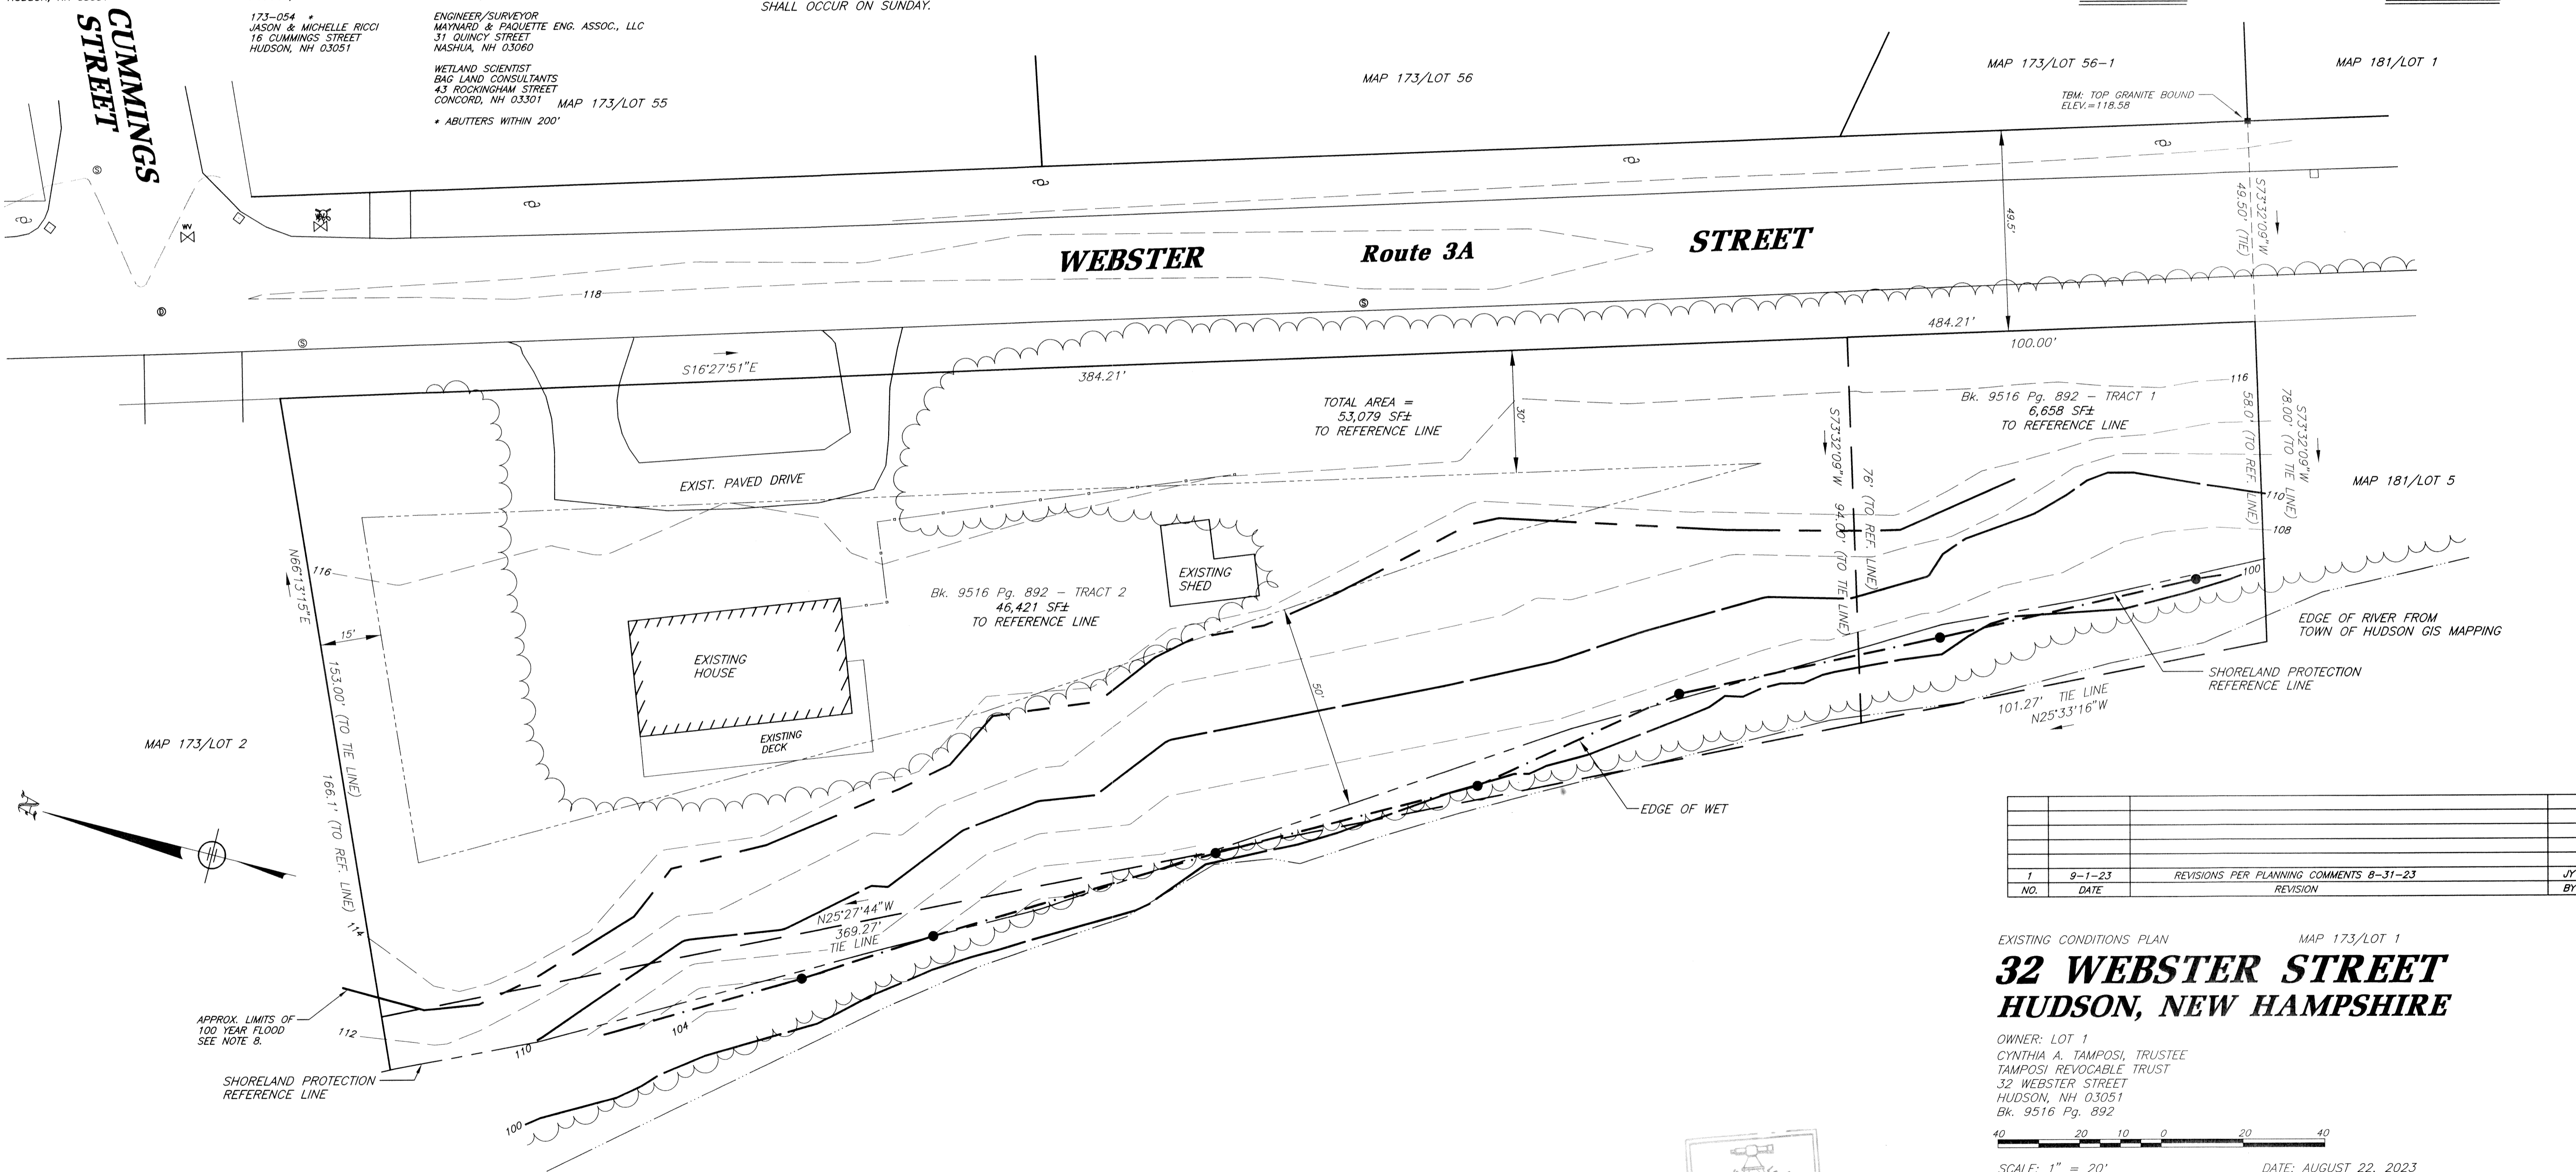 173-054 *
JASON & MICHELLE RICCI
16 CUMMINGS STREET
HUDSON, NH 03051
ENGINEER/SURVEYOR
MAYNARD & PAQUETTE ENG. ASSOC., LLC
31 QUINCY STREET
NASHUA, NH 03060
WETLAND SCIENTIST
BAG LAND CONSULTANTS
43 ROCKINGHAM STREET
CONCORD, NH 03301
* ABUTTERS WITHIN 200'
SHALL OCCUR ON SUNDAY.
CUMMINGS
STREET
MAP 173/LOT 55
MAP 173/LOT 56
MAP 173/LOT 56-1
MAP 181/LOT 1
TBM: TOP GRANITE BOUND
ELEV.=118.58
S
WV
D
S
S
118
WEBSTER
Route 3A
STREET
49.5'
S73°32'09"W
49.50' (TIE)
484.21'
100.00'
S16°27'51"E
384.21'
TOTAL AREA =
53,079 SF±
TO REFERENCE LINE
30'
Bk. 9516 Pg. 892 - TRACT 1
6,658 SF±
TO REFERENCE LINE
116
S73°32'09"W
78.00' (TO TIE LINE)
58.0' (TO REF. LINE)
S73°32'09"W 94.00' (TO TIE LINE)
76' (TO REF. LINE)
MAP 181/LOT 5
110
108
100
EXIST. PAVED DRIVE
116
N66°13'15"E
15'
153.00' (TO TIE LINE)
166.1' (TO REF. LINE)
Bk. 9516 Pg. 892 - TRACT 2
46,421 SF±
TO REFERENCE LINE
EXISTING
SHED
EXISTING
HOUSE
EXISTING
DECK
50'
MAP 173/LOT 2
EDGE OF RIVER FROM
TOWN OF HUDSON GIS MAPPING
SHORELAND PROTECTION
REFERENCE LINE
101.27' TIE LINE
N25°33'16"W
EDGE OF WET
N25°27'44"W
369.27'
TIE LINE
114
APPROX. LIMITS OF
100 YEAR FLOOD
SEE NOTE 8.
112
110
104
100
SHORELAND PROTECTION
REFERENCE LINE
1 9-1-23 REVISIONS PER PLANNING COMMENTS 8-31-23 JY
NO. DATE REVISION BY
EXISTING CONDITIONS PLAN MAP 173/LOT 1
32 WEBSTER STREET
HUDSON, NEW HAMPSHIRE
OWNER: LOT 1
CYNTHIA A. TAMPOSI, TRUSTEE
TAMPOSI REVOCABLE TRUST
32 WEBSTER STREET
HUDSON, NH 03051
Bk. 9516 Pg. 892
40 20 10 0 20 40
SCALE: 1" = 20' DATE: AUGUST 22, 2023